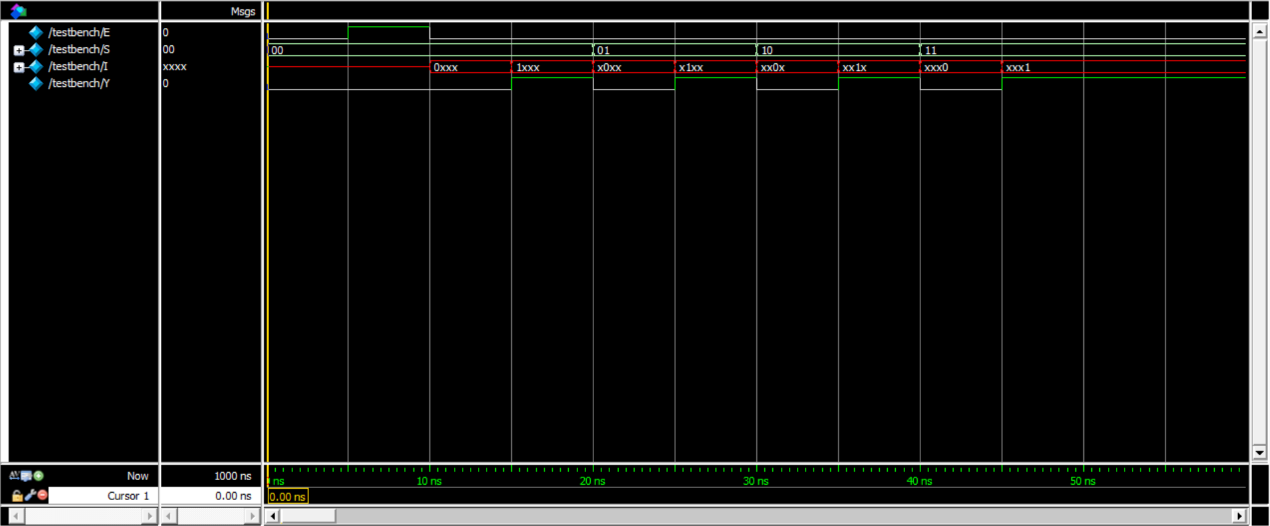 Msgs
/testbench/E 0
/testbench/S 00 00 01 10 11
/testbench/I xxxx 0xxx 1xxx x0xx x1xx xx0x xx1x xxx0 xxx1
/testbench/Y 0
Now 1000 ns ns 10 ns 20 ns 30 ns 40 ns 50 ns
Cursor 1 0.00 ns 0.00 ns